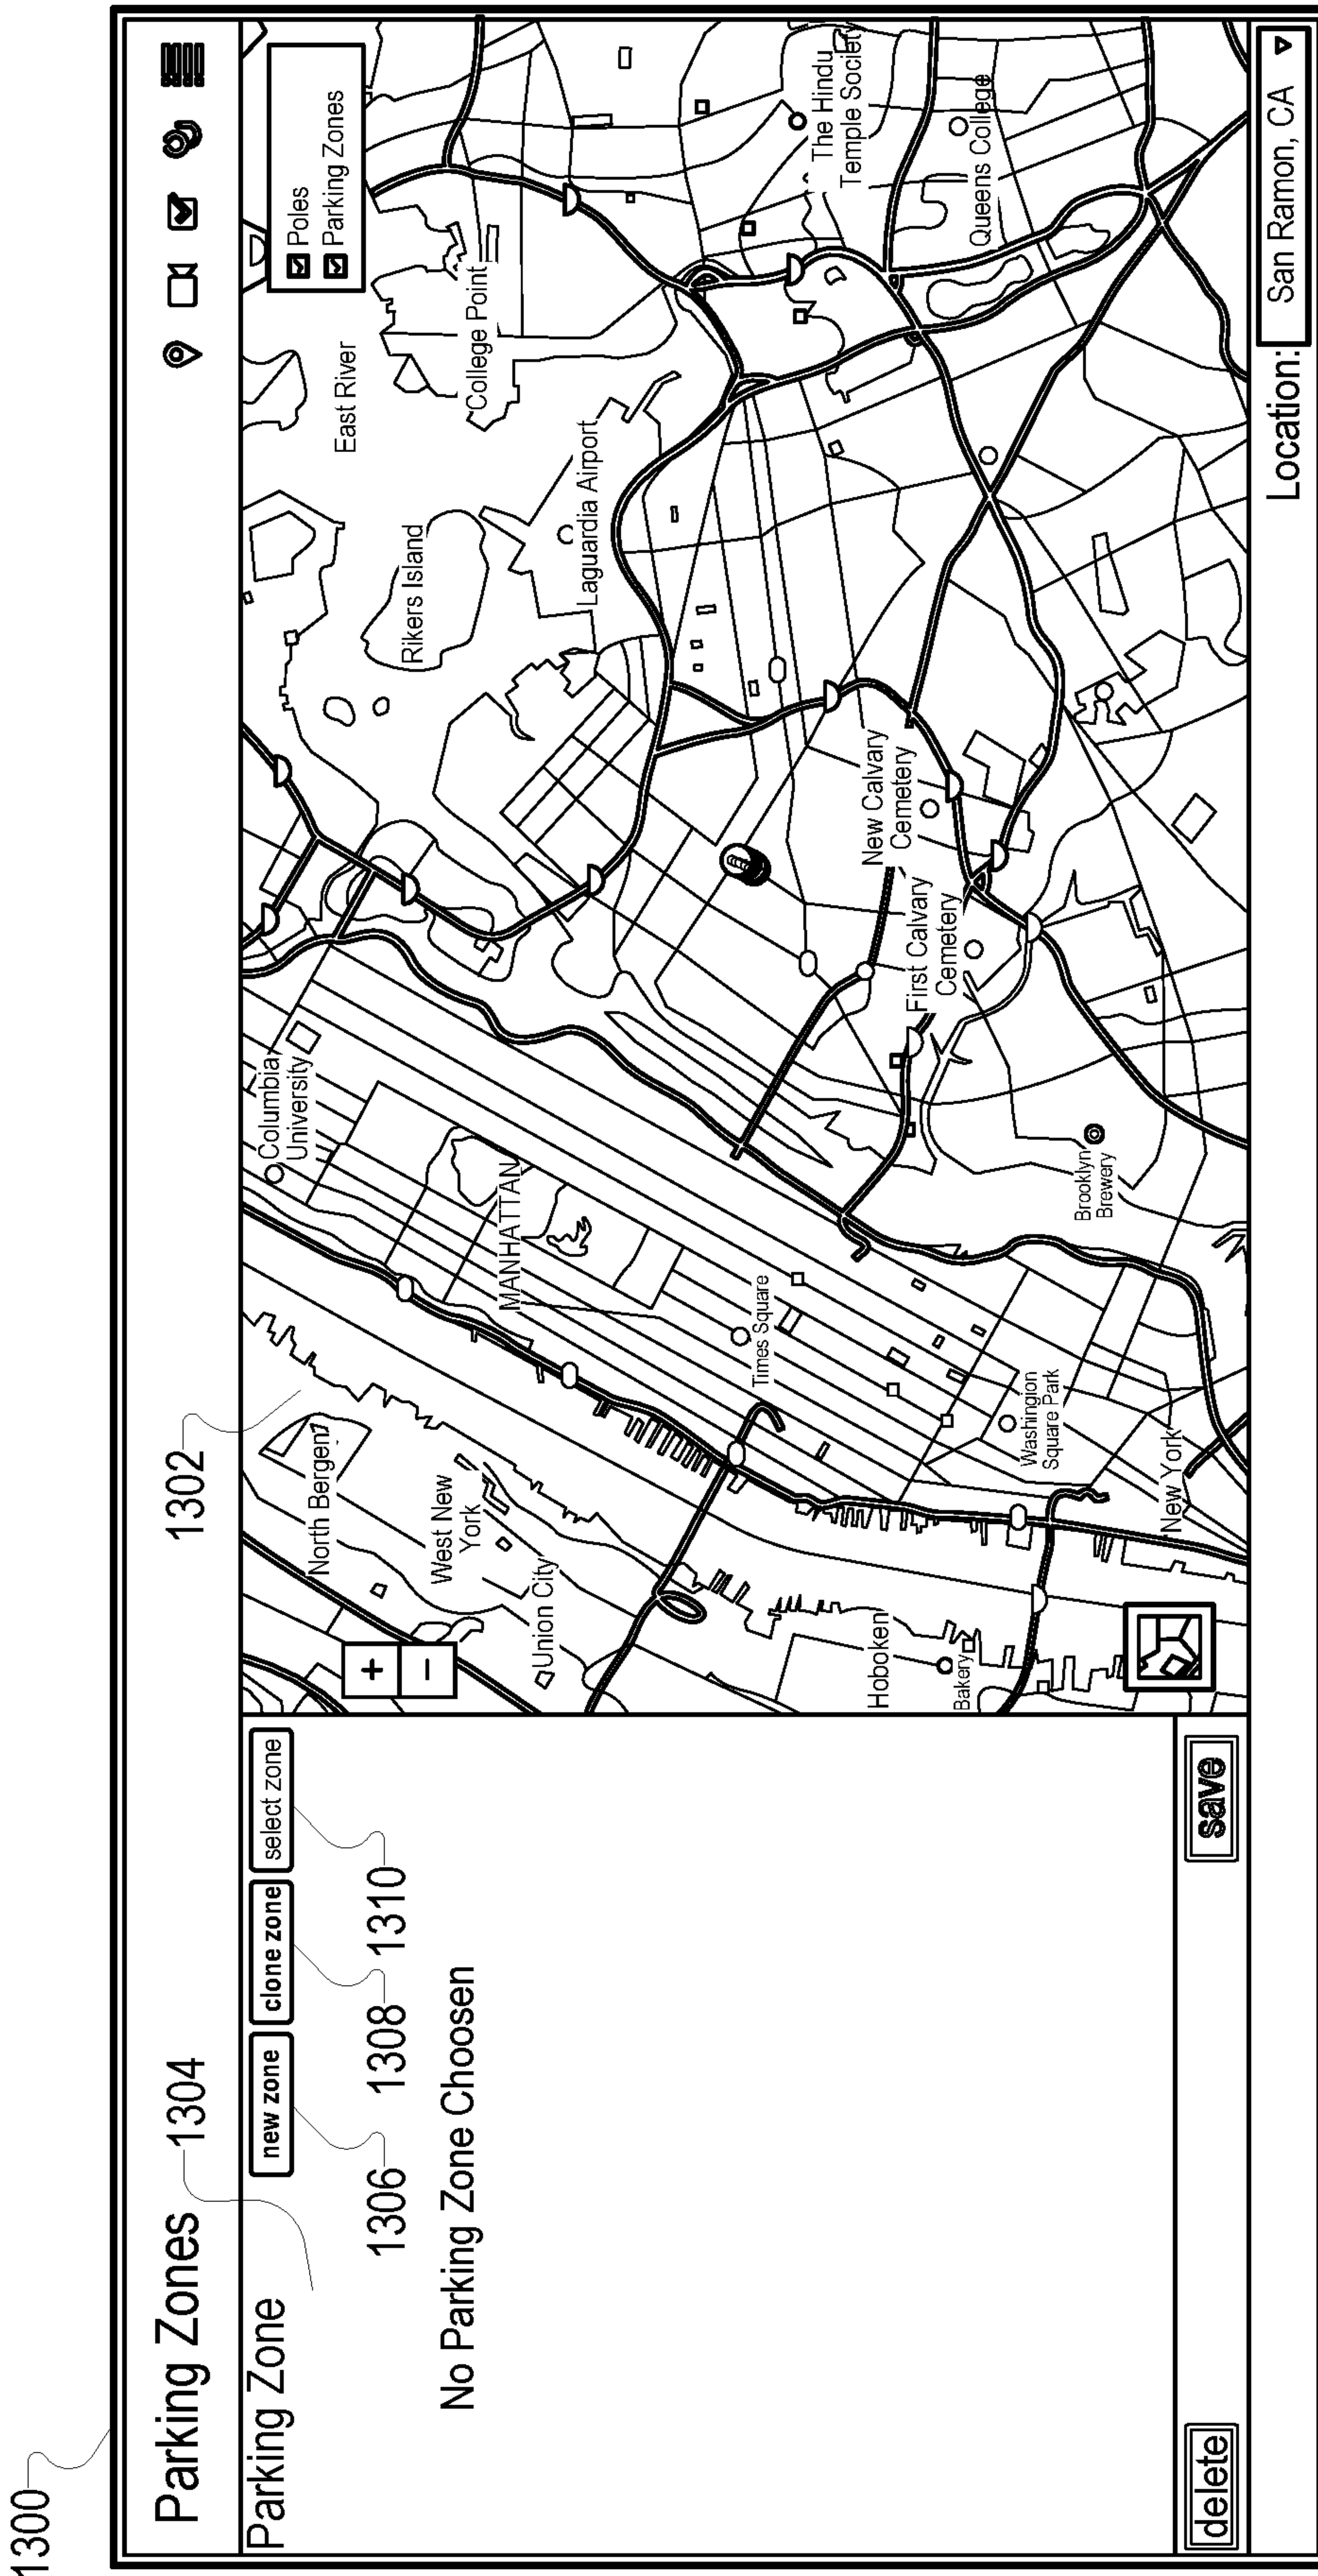 1300
Parking Zones
1304
1302
Parking Zone
new zone
clone zone
select zone
1306
1308
1310
No Parking Zone Choosen
delete
save
+
−
Poles
Parking Zones
North Bergen
West New
York
Union City
Hoboken
Bakery
Columbia
University
MANHATTAN
Times Square
Washington
Square Park
New York
East River
Rikers Island
College Point
Laguardia Airport
The Hindu
Temple Society
Queens College
New Calvary
Cemetery
First Calvary
Cemetery
Brooklyn
Brewery
Location:
San Ramon, CA